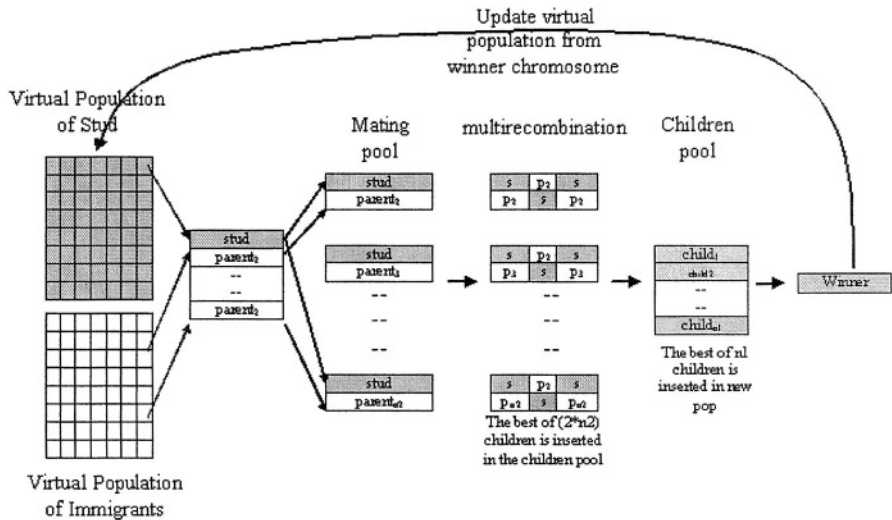 Update virtual
population from
winner chromosome
Virtual Population
of Stud
Mating
pool
multirecombination
Children
pool
stud
parent2
--
--
parent2
stud
parent2
stud
parent3
--
--
--
stud
parentn2
s p2 s
p2 s p2
s p2 s
p3 s p3
--
--
--
s p2 s
pn2 s pn2
The best of (2*n2)
children is inserted
in the children pool
child1
child2
--
--
childn1
The best of n1
children is
inserted in new
pop
Winner
Virtual Population
of Immigrants